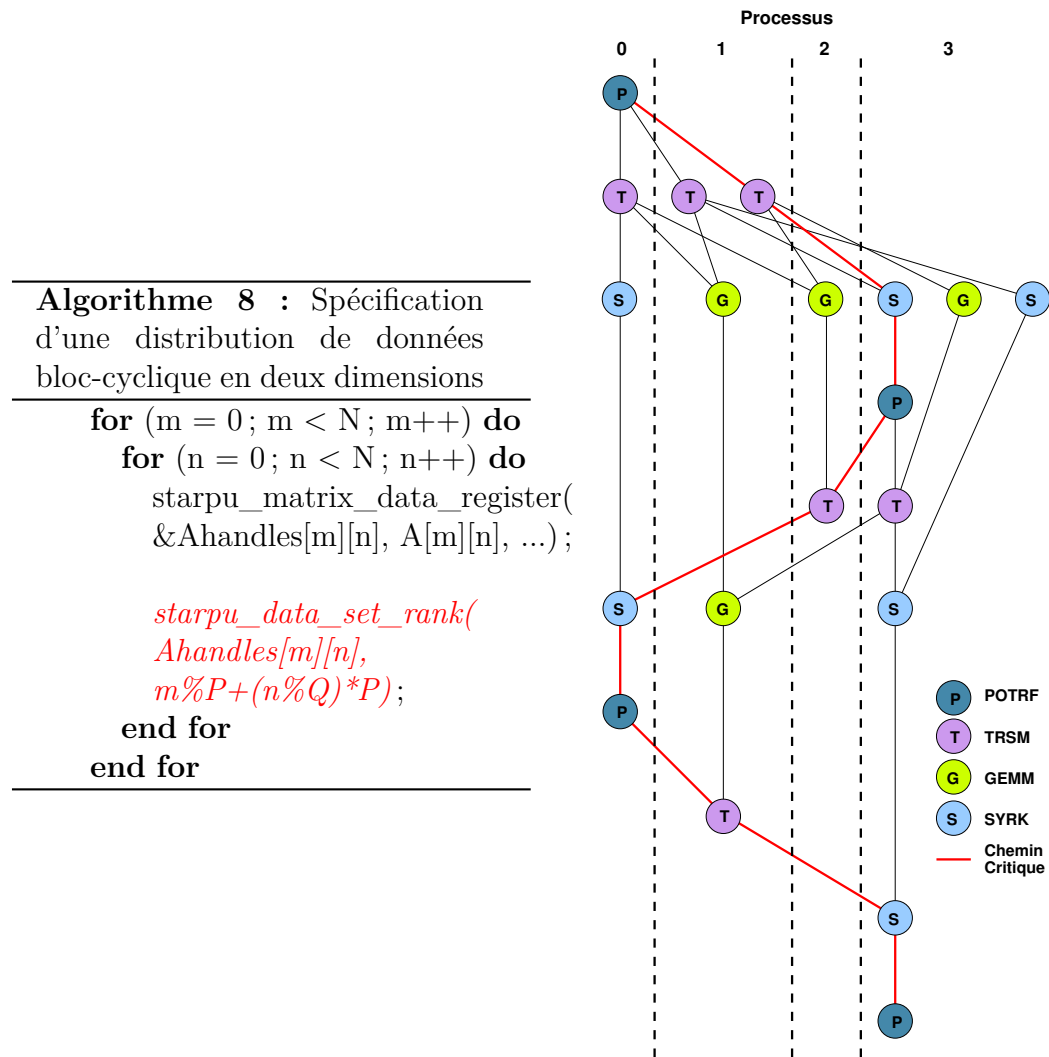 Processus
0 1 2 3
P
T T T
S G G S G S
P
T T
S G S
P
T
S
P
Algorithme 8 : Spécification
d'une distribution de données
bloc-cyclique en deux dimensions
for (m = 0 ; m < N ; m++) do
for (n = 0 ; n < N ; n++) do
starpu_matrix_data_register(
&Ahandles[m][n], A[m][n], ...) ;
starpu_data_set_rank(
Ahandles[m][n],
m%P+(n%Q)*P) ;
end for
end for
P POTRF
T TRSM
G GEMM
S SYRK
Chemin
Critique